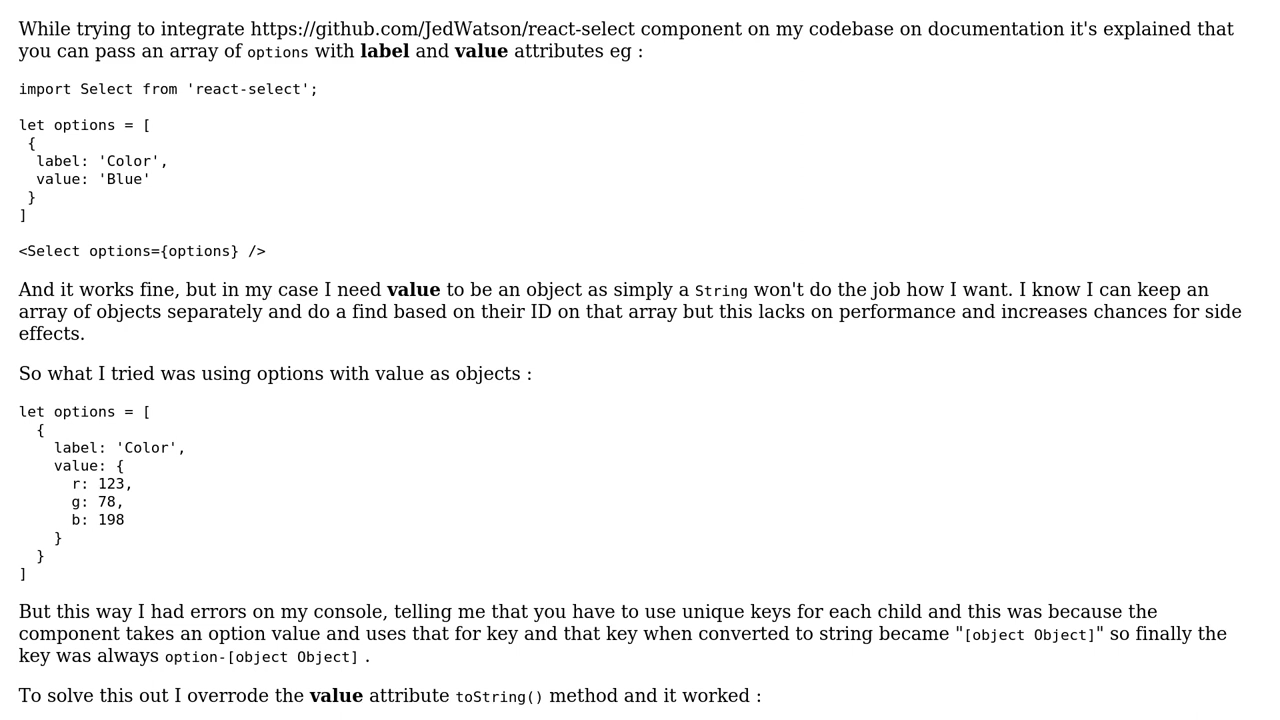 While trying to integrate https://github.com/JedWatson/react-select component on my codebase on documentation it's explained that
you can pass an array of options with label and value attributes eg :
import Select from 'react-select';
let options = [
 {
  label: 'Color',
  value: 'Blue'
 }
]
<Select options={options} />
And it works fine, but in my case I need value to be an object as simply a String won't do the job how I want. I know I can keep an
array of objects separately and do a find based on their ID on that array but this lacks on performance and increases chances for side
effects.
So what I tried was using options with value as objects :
let options = [
  {
    label: 'Color',
    value: {
      r: 123,
      g: 78,
      b: 198
    }
  }
]
But this way I had errors on my console, telling me that you have to use unique keys for each child and this was because the
component takes an option value and uses that for key and that key when converted to string became "[object Object]" so finally the
key was always option-[object Object] .
To solve this out I overrode the value attribute toString() method and it worked :